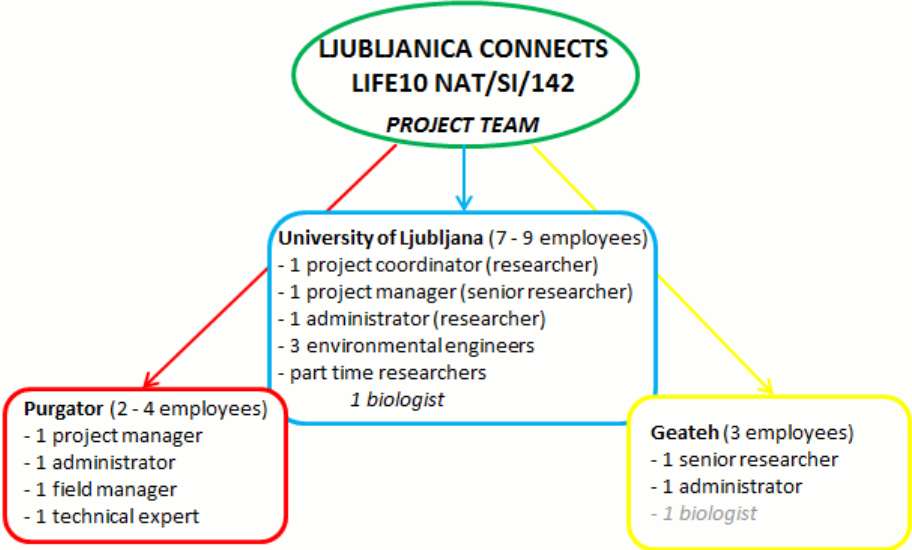 LJUBLJANICA CONNECTS
LIFE10 NAT/SI/142
PROJECT TEAM
University of Ljubljana (7 - 9 employees)
- 1 project coordinator (researcher)
- 1 project manager (senior researcher)
- 1 administrator (researcher)
- 3 environmental engineers
- part time researchers
1 biologist
Purgator (2 - 4 employees)
- 1 project manager
- 1 administrator
- 1 field manager
- 1 technical expert
Geateh (3 employees)
- 1 senior researcher
- 1 administrator
- 1 biologist